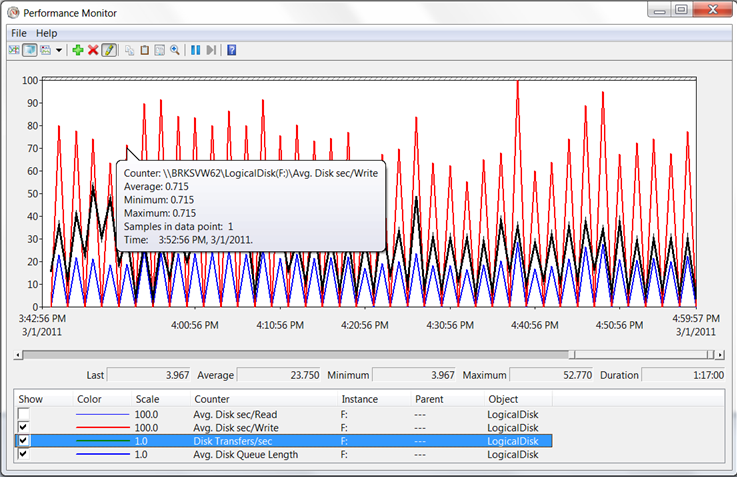 Performance Monitor
File Help
100
90
80
70
60
50
40
30
20
10
0
Counter: \\BRKSVW62\LogicalDisk(F:)\Avg. Disk sec/Write
Average: 0.715
Minimum: 0.715
Maximum: 0.715
Samples in data point: 1
Time: 3:52:56 PM, 3/1/2011.
3:42:56 PM 4:00:56 PM 4:10:56 PM 4:20:56 PM 4:30:56 PM 4:40:56 PM 4:50:56 PM 4:59:57 PM
3/1/2011 3/1/2011
Last 3.967 Average 23.750 Minimum 3.967 Maximum 52.770 Duration 1:17:00
Show Color Scale Counter Instance Parent Object
100.0 Avg. Disk sec/Read F: --- LogicalDisk
100.0 Avg. Disk sec/Write F: --- LogicalDisk
1.0 Disk Transfers/sec F: --- LogicalDisk
1.0 Avg. Disk Queue Length F: --- LogicalDisk